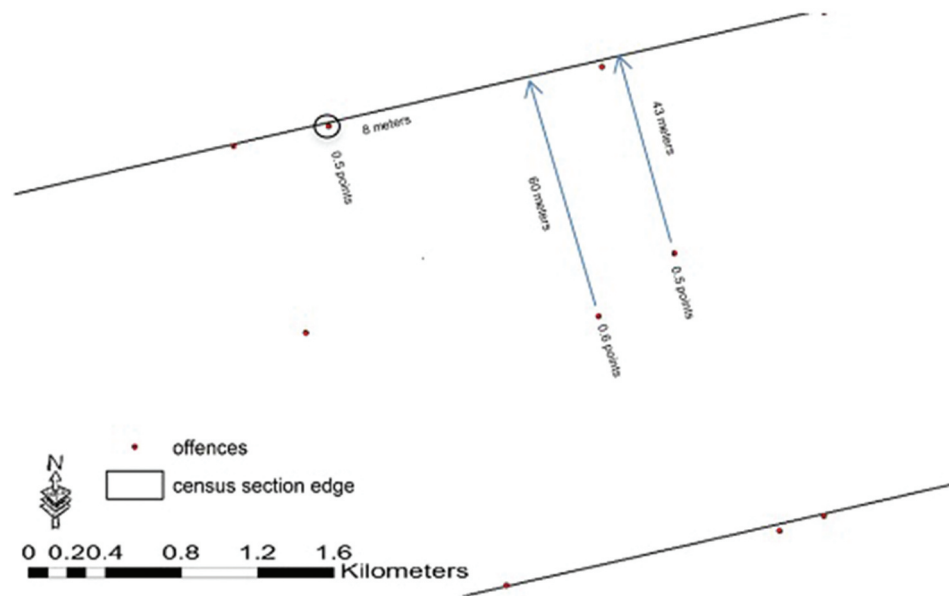 8 meters
0.5 points
60 meters
43 meters
0.6 points
0.5 points
offences
census section edge
N
0 0.20 0.4 0.8 1.2 1.6
Kilometers